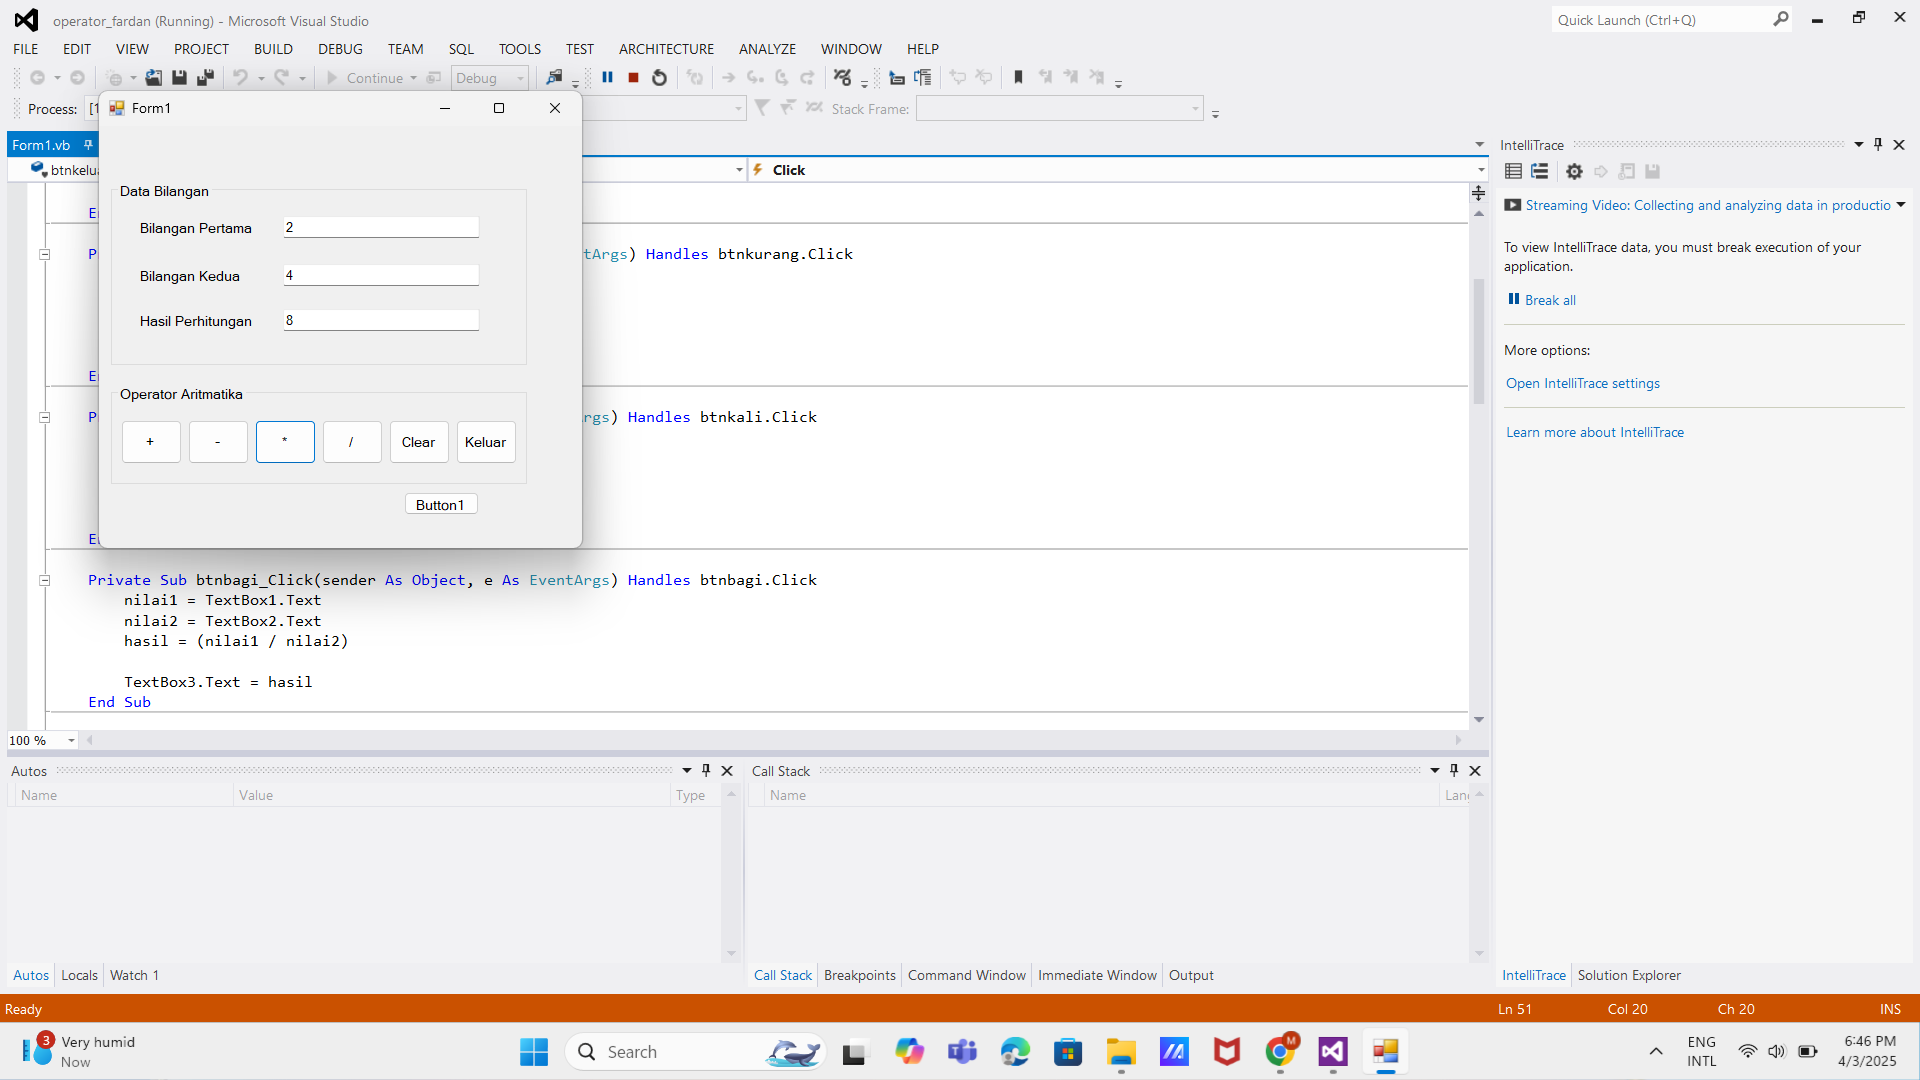 operator_fardan (Running) - Microsoft Visual Studio
Quick Launch (Ctrl+Q)
FILE EDIT VIEW PROJECT BUILD DEBUG TEAM SQL TOOLS TEST ARCHITECTURE ANALYZE WINDOW HELP
Continue Debug
Process: [1 Stack Frame:
Form1
Form1.vb
btnkelua Click
Data Bilangan
Bilangan Pertama 2
Bilangan Kedua 4
Hasil Perhitungan 8
Operator Aritmatika
+ - * / Clear Keluar
Button1
tArgs) Handles btnkurang.Click
rgs) Handles btnkali.Click
Private Sub btnbagi_Click(sender As Object, e As EventArgs) Handles btnbagi.Click
nilai1 = TextBox1.Text
nilai2 = TextBox2.Text
hasil = (nilai1 / nilai2)
TextBox3.Text = hasil
End Sub
100 %
IntelliTrace
Streaming Video: Collecting and analyzing data in productio
To view IntelliTrace data, you must break execution of your
application.
Break all
More options:
Open IntelliTrace settings
Learn more about IntelliTrace
Autos
Name Value Type
Call Stack
Name Lang
Autos Locals Watch 1
Call Stack Breakpoints Command Window Immediate Window Output
IntelliTrace Solution Explorer
Ready Ln 51 Col 20 Ch 20 INS
3 Very humid
Now
Search
M
ENG
INTL
6:46 PM
4/3/2025